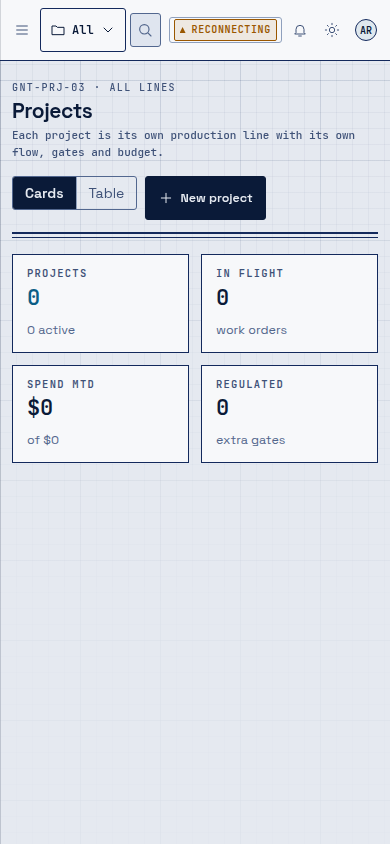 All
▲ RECONNECTING
AR
GNT-PRJ-03 · ALL LINES
Projects
Each project is its own production line with its own
flow, gates and budget.
Cards
Table
+ New project
PROJECTS
0
0 active
IN FLIGHT
0
work orders
SPEND MTD
$0
of $0
REGULATED
0
extra gates